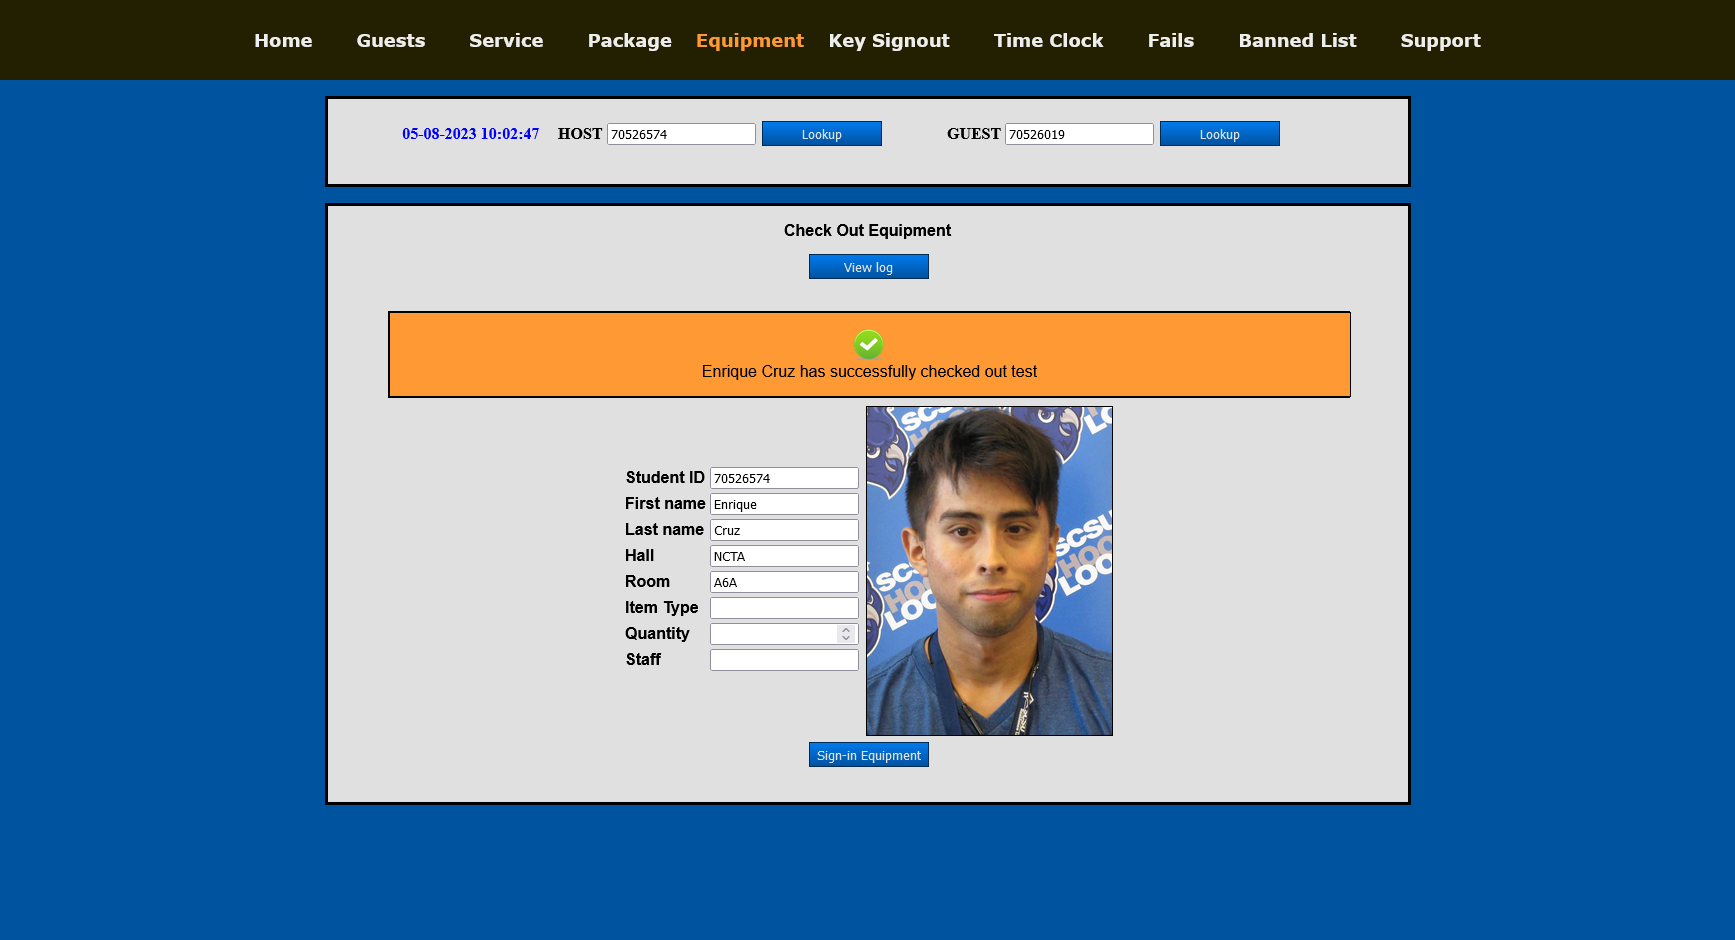 Home Guests Service Package Equipment Key Signout Time Clock Fails Banned List Support
05-08-2023 10:02:47 HOST 70526574 Lookup GUEST 70526019 Lookup
Check Out Equipment
View log
Enrique Cruz has successfully checked out test
Student ID 70526574
First name Enrique
Last name Cruz
Hall NCTA
Room A6A
Item Type
Quantity
Staff
SCSU
HOO
LOO
SCSU
HOO
LOO
Sign-in Equipment